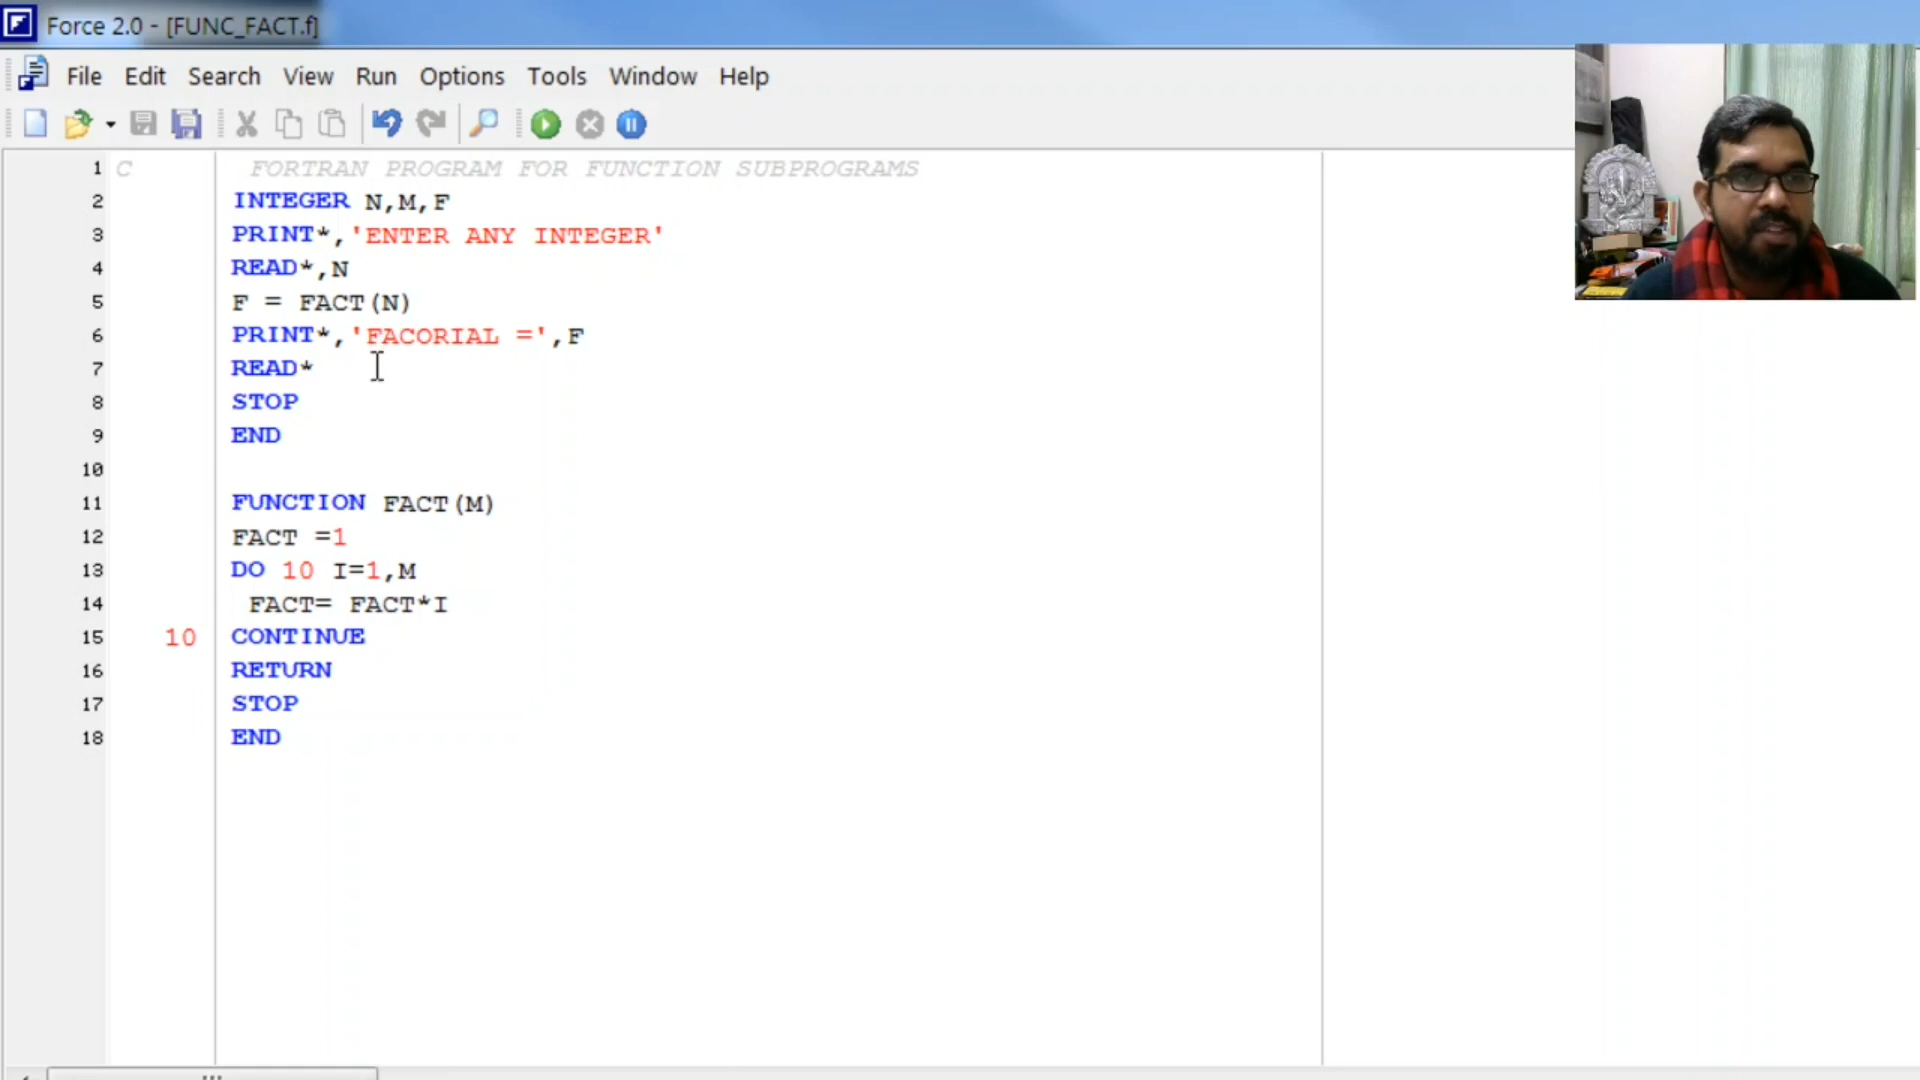 Force 2.0 - [FUNC_FACT.f]
File Edit Search View Run Options Tools Window Help
1 C FORTRAN PROGRAM FOR FUNCTION SUBPROGRAMS
2 INTEGER N,M,F
3 PRINT*,'ENTER ANY INTEGER'
4 READ*,N
5 F = FACT(N)
6 PRINT*,'FACORIAL =',F
7 READ*
8 STOP
9 END
10
11 FUNCTION FACT(M)
12 FACT =1
13 DO 10 I=1,M
14 FACT= FACT*I
15 10 CONTINUE
16 RETURN
17 STOP
18 END